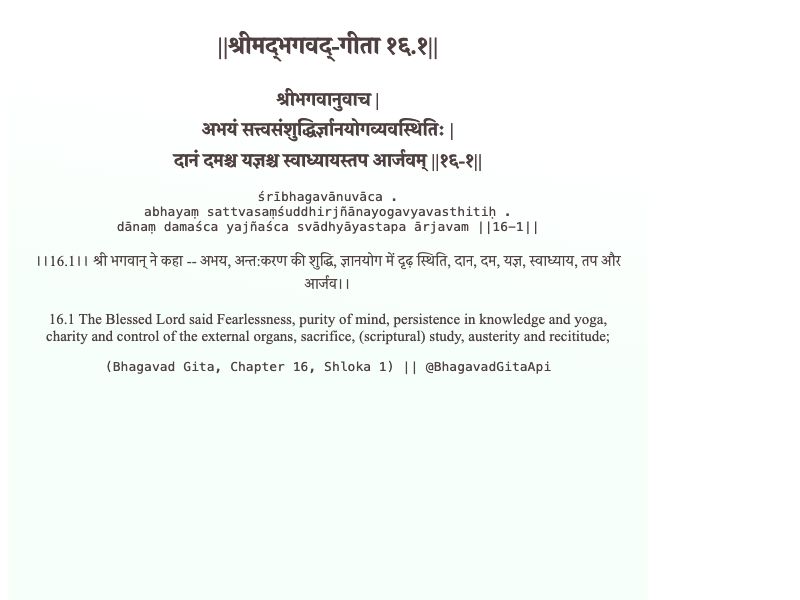 ||श्रीमद्‍भगवद्-गीता १६.१||
श्रीभगवानुवाच |
अभयं सत्त्वसंशुद्धिर्ज्ञानयोगव्यवस्थितिः |
दानं दमश्च यज्ञश्च स्वाध्यायस्तप आर्जवम् ||१६-१||
śrībhagavānuvāca .
abhayaṃ sattvasaṃśuddhirjñānayogavyavasthitiḥ .
dānaṃ damaśca yajñaśca svādhyāyastapa ārjavam ||16-1||
।।16.1।। श्री भगवान् ने कहा -- अभय, अन्त:करण की शुद्धि, ज्ञानयोग में दृढ़ स्थिति, दान, दम, यज्ञ, स्वाध्याय, तप और
आर्जव।।
16.1 The Blessed Lord said Fearlessness, purity of mind, persistence in knowledge and yoga,
charity and control of the external organs, sacrifice, (scriptural) study, austerity and recititude;
(Bhagavad Gita, Chapter 16, Shloka 1) || @BhagavadGitaApi